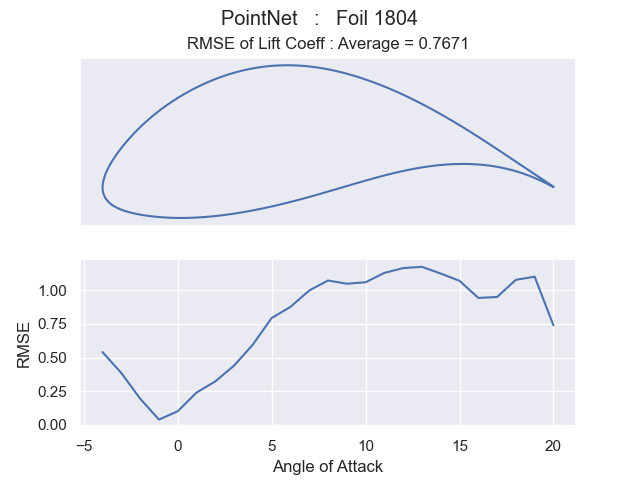 PointNet : Foil 1804
RMSE of Lift Coeff : Average = 0.7671
1.00
0.75
0.50
0.25
0.00
RMSE
−5 0 5 10 15 20
Angle of Attack